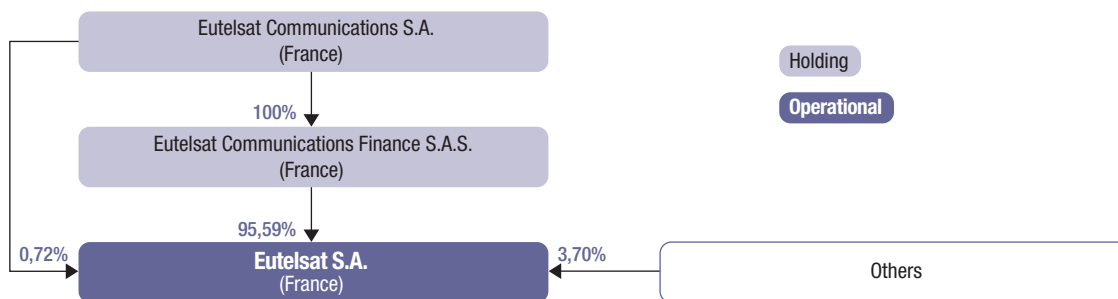 Eutelsat Communications S.A.
(France)
Holding
Operational
100%
Eutelsat Communications Finance S.A.S.
(France)
95,59%
0,72%
Eutelsat S.A.
(France)
3,70%
Others